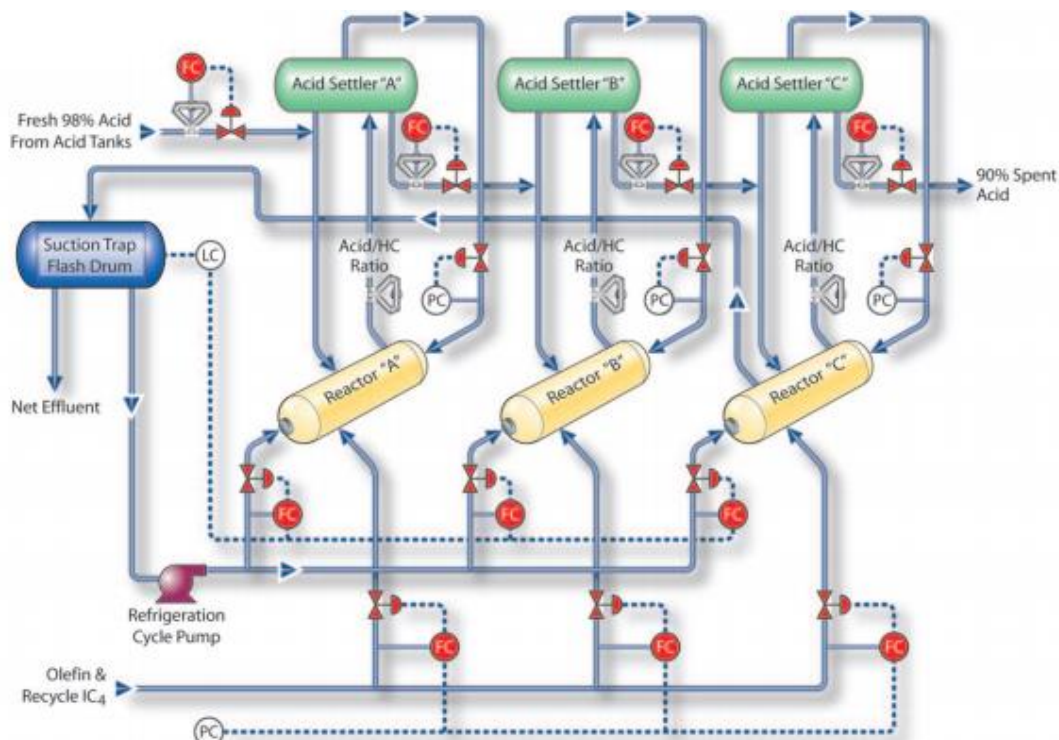 FC
Acid Settler "A"
Acid Settler "B"
Acid Settler "C"
Fresh 98% Acid
From Acid Tanks
FC
FC
FC
90% Spent
Acid
Suction Trap
Flash Drum
LC
Acid/HC
Ratio
PC
Acid/HC
Ratio
PC
Acid/HC
Ratio
PC
Reactor "A"
Reactor "B"
Reactor "C"
Net Effluent
FC
FC
FC
Refrigeration
Cycle Pump
FC
FC
FC
Olefin &
Recycle IC₄
PC